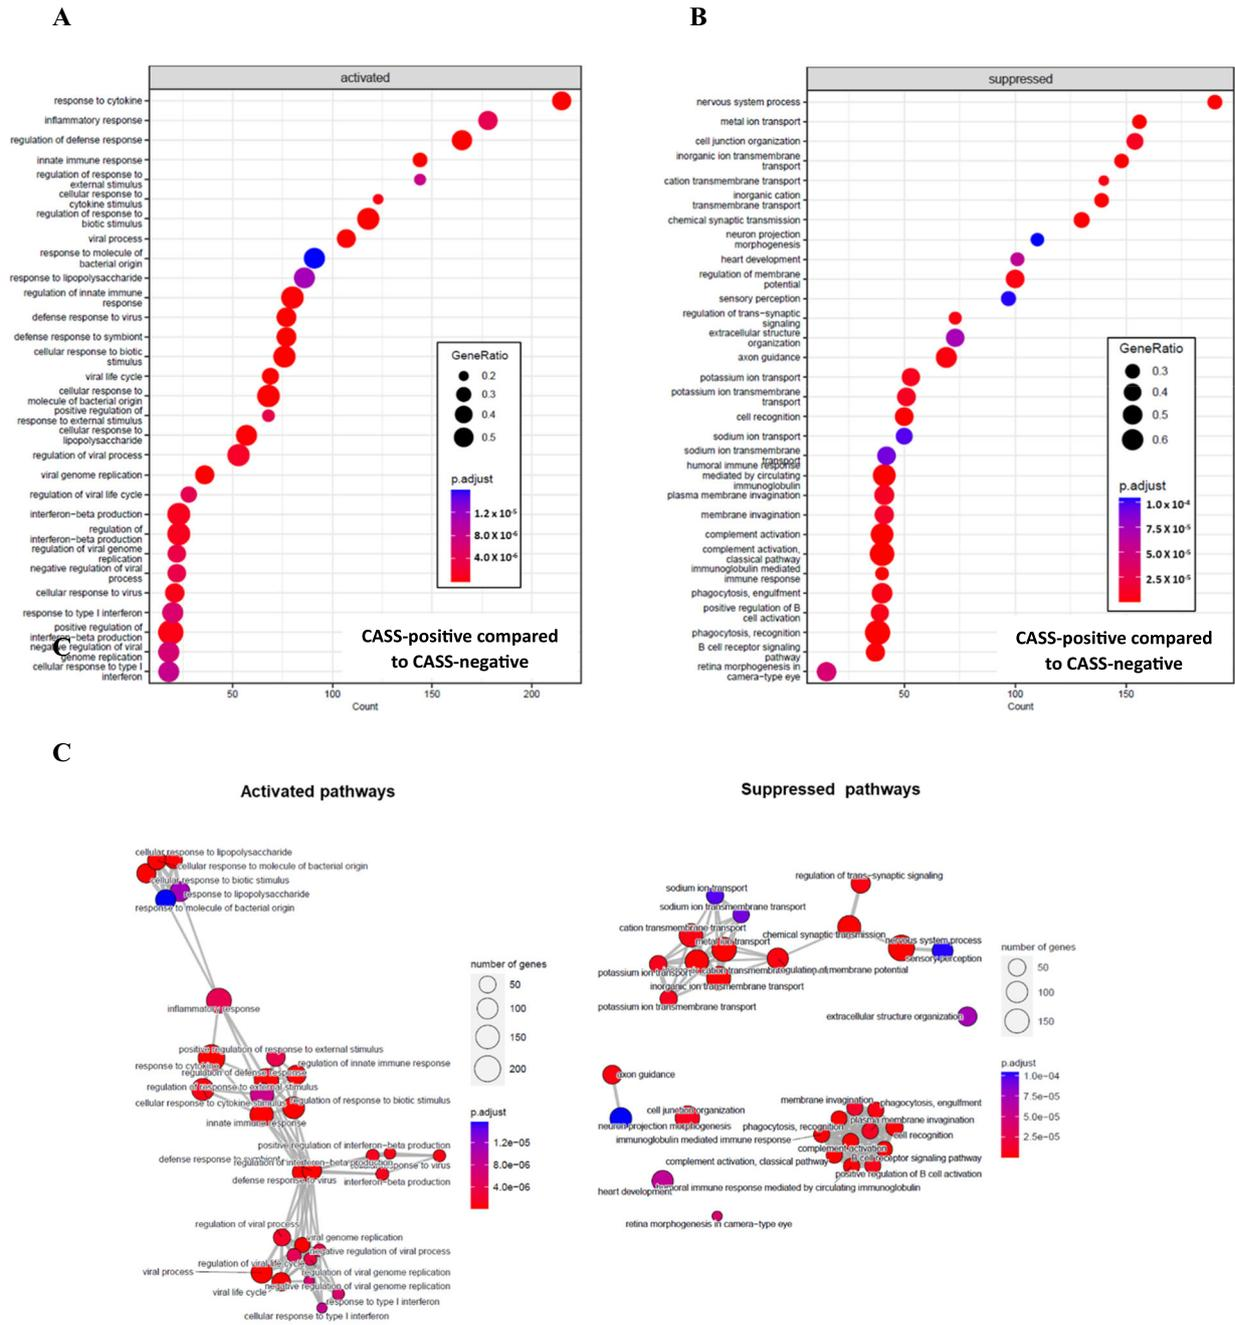 A
activated
response to cytokine
inflammatory response
regulation of defense response
innate immune response
regulation of response to
external stimulus
cellular response to
cytokine stimulus
regulation of response to
biotic stimulus
viral process
response to molecule of
bacterial origin
response to lipopolysaccharide
regulation of innate immune
response
defense response to virus
defense response to symbiont
cellular response to biotic
stimulus
viral life cycle
cellular response to
molecule of bacterial origin
positive regulation of
response to external stimulus
cellular response to
lipopolysaccharide
regulation of viral process
viral genome replication
regulation of viral life cycle
interferon-beta production
regulation of
interferon-beta production
regulation of viral genome
replication
negative regulation of viral
process
cellular response to virus
response to type I interferon
positive regulation of
interferon-beta production
negative regulation of viral
genome replication
cellular response to type I
interferon
C
GeneRatio
0.2
0.3
0.4
0.5
p.adjust
1.2 x 10-5
8.0 X 10-6
4.0 X 10-6
CASS-positive compared
to CASS-negative
50
100
150
200
Count
B
suppressed
nervous system process
metal ion transport
cell junction organization
inorganic ion transmembrane
transport
cation transmembrane transport
inorganic cation
transmembrane transport
chemical synaptic transmission
neuron projection
morphogenesis
heart development
regulation of membrane
potential
sensory perception
regulation of trans-synaptic
signaling
extracellular structure
organization
axon guidance
potassium ion transport
potassium ion transmembrane
transport
cell recognition
sodium ion transport
sodium ion transmembrane
transport
humoral immune response
mediated by circulating
immunoglobulin
plasma membrane invagination
membrane invagination
complement activation
complement activation,
classical pathway
immunoglobulin mediated
immune response
phagocytosis, engulfment
positive regulation of B
cell activation
phagocytosis, recognition
B cell receptor signaling
pathway
retina morphogenesis in
camera-type eye
GeneRatio
0.3
0.4
0.5
0.6
p.adjust
1.0 x 10-4
7.5 x 10-5
5.0 x 10-5
2.5 x 10-5
CASS-positive compared
to CASS-negative
50
100
150
Count
C
Activated pathways
cellular response to lipopolysaccharide
cellular response to molecule of bacterial origin
cellular response to biotic stimulus
response to lipopolysaccharide
response to molecule of bacterial origin
inflammatory response
positive regulation of response to external stimulus
response to cytokine
regulation of innate immune response
regulation of defense response
regulation of response to external stimulus
cellular response to cytokine stimulus
regulation of response to biotic stimulus
innate immune response
positive regulation of interferon-beta production
defense response to symbiont
regulation of interferon-beta production
cellular response to virus
defense response to virus
interferon-beta production
regulation of viral process
viral genome replication
negative regulation of viral process
regulation of viral life cycle
viral process
regulation of viral genome replication
negative regulation of viral genome replication
viral life cycle
response to type I interferon
cellular response to type I interferon
number of genes
50
100
150
200
p.adjust
1.2e-05
8.0e-06
4.0e-06
Suppressed pathways
regulation of trans-synaptic signaling
sodium ion transport
sodium ion transmembrane transport
cation transmembrane transport
chemical synaptic transmission
metal ion transport
nervous system process
sensory perception
potassium ion transport
cation transmembrane
regulation of membrane potential
inorganic ion transmembrane transport
potassium ion transmembrane transport
extracellular structure organization
axon guidance
cell junction organization
neuron projection morphogenesis
membrane invagination
phagocytosis, engulfment
plasma membrane invagination
phagocytosis, recognition
cell recognition
immunoglobulin mediated immune response
complement activation
B cell receptor signaling pathway
complement activation, classical pathway
positive regulation of B cell activation
heart development
humoral immune response mediated by circulating immunoglobulin
retina morphogenesis in camera-type eye
number of genes
50
100
150
p.adjust
1.0e-04
7.5e-05
5.0e-05
2.5e-05